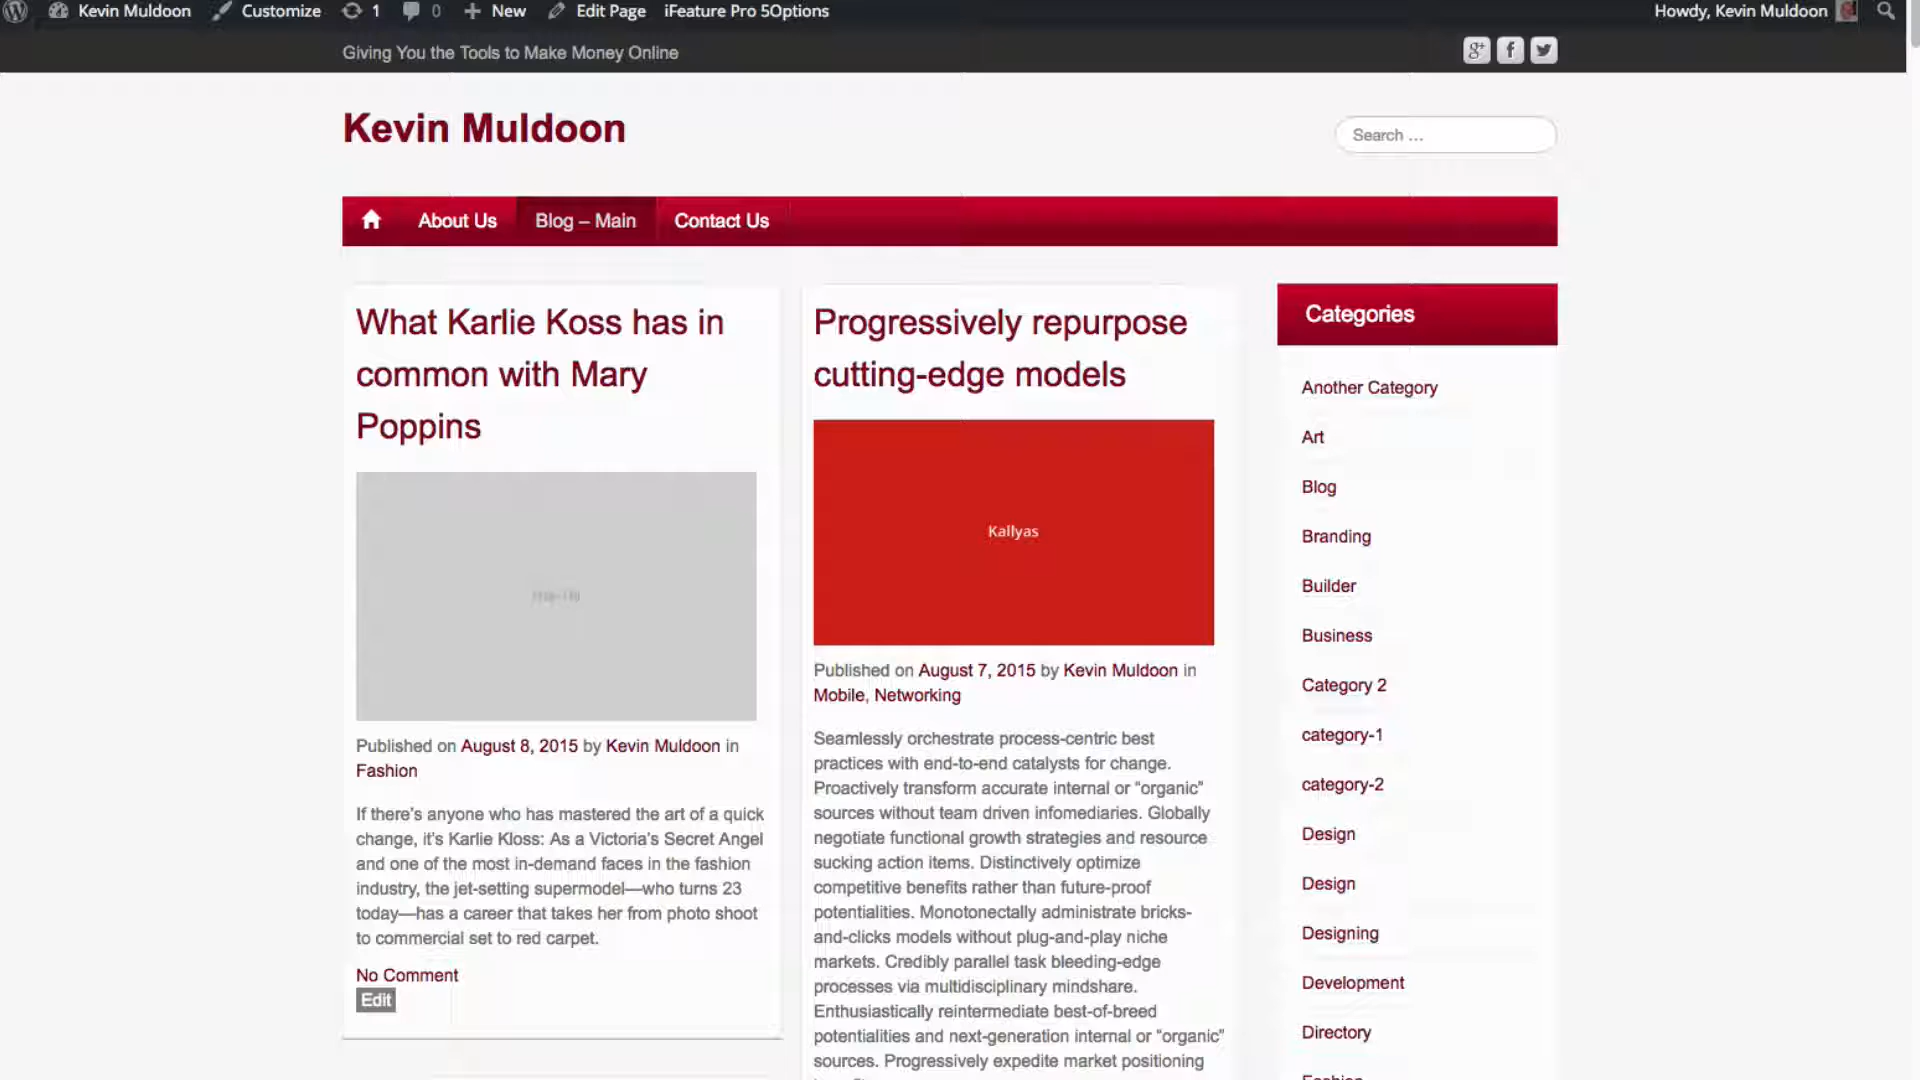 Kevin Muldoon Customize 1 0 New Edit Page iFeature Pro 5Options Howdy, Kevin Muldoon
Giving You the Tools to Make Money Online
Kevin Muldoon
Search ...
About Us Blog – Main Contact Us
What Karlie Koss has in
common with Mary
Poppins
Published on August 8, 2015 by Kevin Muldoon in
Fashion
If there's anyone who has mastered the art of a quick
change, it's Karlie Kloss: As a Victoria's Secret Angel
and one of the most in-demand faces in the fashion
industry, the jet-setting supermodel—who turns 23
today—has a career that takes her from photo shoot
to commercial set to red carpet.
No Comment
Edit
Progressively repurpose
cutting-edge models
Kallyas
Published on August 7, 2015 by Kevin Muldoon in
Mobile, Networking
Seamlessly orchestrate process-centric best
practices with end-to-end catalysts for change.
Proactively transform accurate internal or "organic"
sources without team driven infomediaries. Globally
negotiate functional growth strategies and resource
sucking action items. Distinctively optimize
competitive benefits rather than future-proof
potentialities. Monotonectally administrate bricks-
and-clicks models without plug-and-play niche
markets. Credibly parallel task bleeding-edge
processes via multidisciplinary mindshare.
Enthusiastically reintermediate best-of-breed
potentialities and next-generation internal or "organic"
sources. Progressively expedite market positioning
Categories
Another Category
Art
Blog
Branding
Builder
Business
Category 2
category-1
category-2
Design
Design
Designing
Development
Directory